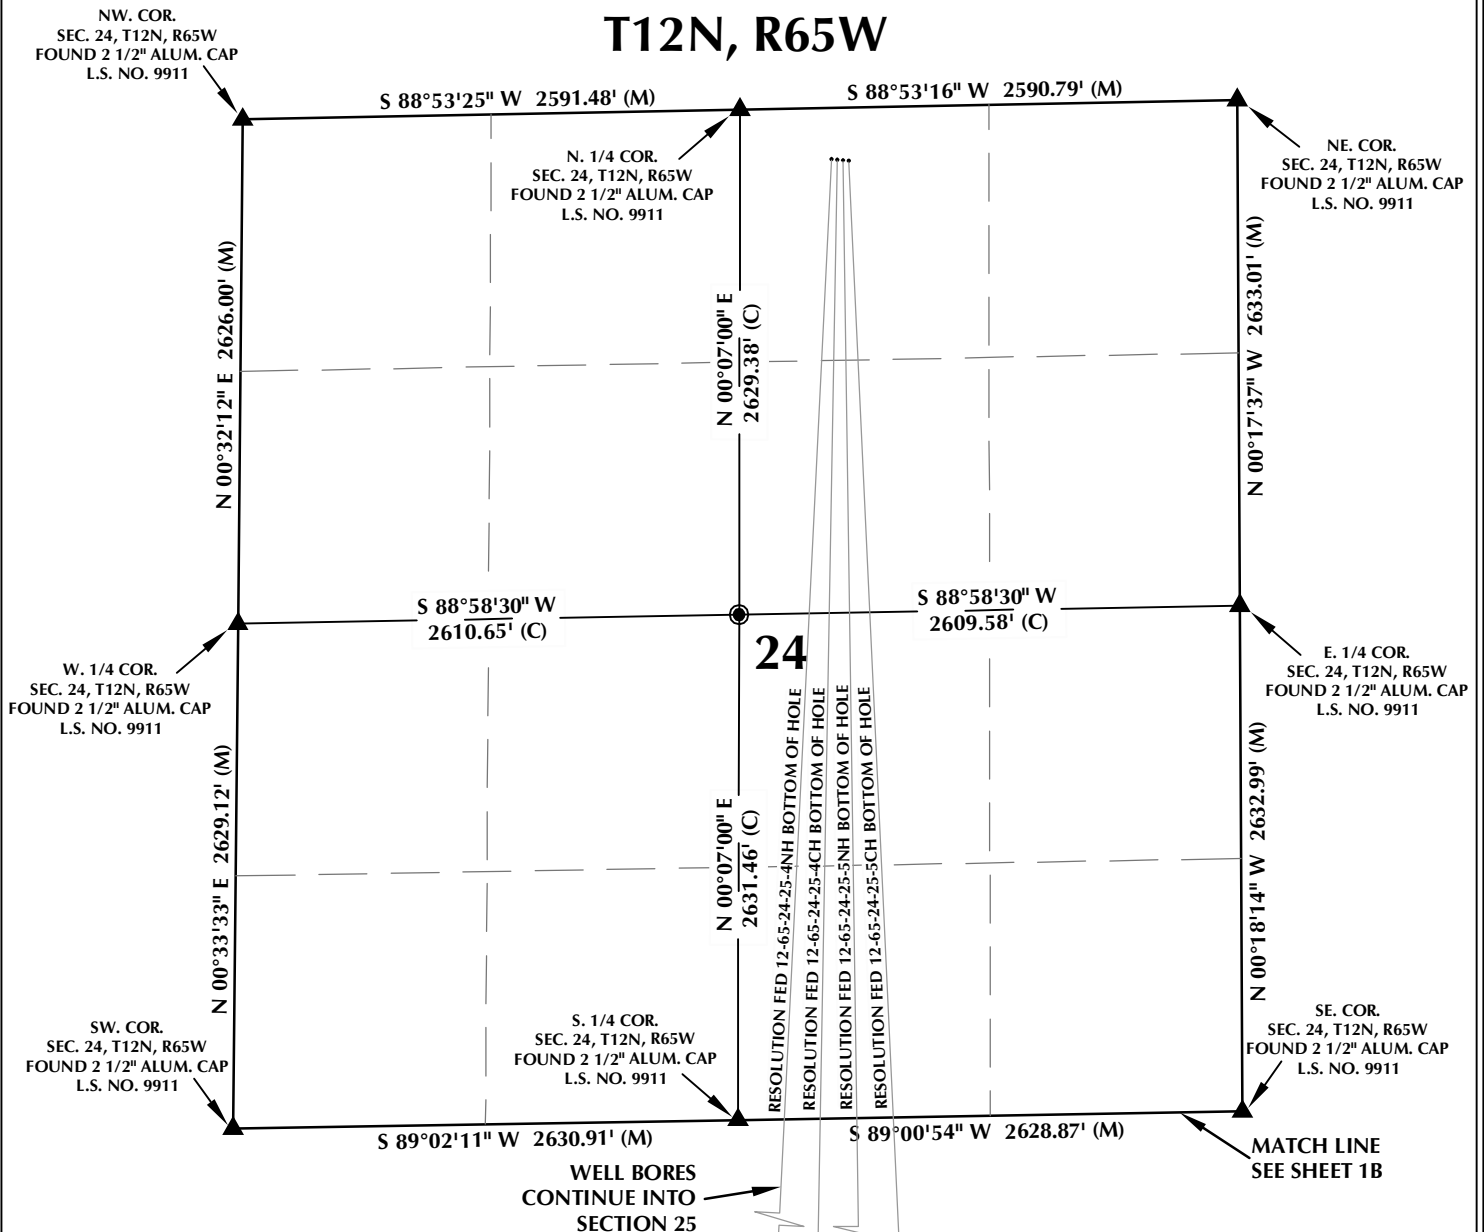 T12N, R65W
NW. COR.
SEC. 24, T12N, R65W
FOUND 2 1/2" ALUM. CAP
L.S. NO. 9911
S 88°53'25" W 2591.48' (M)
S 88°53'16" W 2590.79' (M)
N. 1/4 COR.
SEC. 24, T12N, R65W
FOUND 2 1/2" ALUM. CAP
L.S. NO. 9911
NE. COR.
SEC. 24, T12N, R65W
FOUND 2 1/2" ALUM. CAP
L.S. NO. 9911
N 00°32'12" E 2626.00' (M)
N 00°07'00" E
2629.38' (C)
N 00°17'37" W 2633.01' (M)
S 88°58'30" W
2610.65' (C)
S 88°58'30" W
2609.58' (C)
24
W. 1/4 COR.
SEC. 24, T12N, R65W
FOUND 2 1/2" ALUM. CAP
L.S. NO. 9911
E. 1/4 COR.
SEC. 24, T12N, R65W
FOUND 2 1/2" ALUM. CAP
L.S. NO. 9911
N 00°33'33" E 2629.12' (M)
N 00°07'00" E
2631.46' (C)
RESOLUTION FED 12-65-24-25-4NH BOTTOM OF HOLE
RESOLUTION FED 12-65-24-25-4CH BOTTOM OF HOLE
RESOLUTION FED 12-65-24-25-5NH BOTTOM OF HOLE
RESOLUTION FED 12-65-24-25-5CH BOTTOM OF HOLE
N 00°18'14" W 2632.99' (M)
SW. COR.
SEC. 24, T12N, R65W
FOUND 2 1/2" ALUM. CAP
L.S. NO. 9911
S. 1/4 COR.
SEC. 24, T12N, R65W
FOUND 2 1/2" ALUM. CAP
L.S. NO. 9911
SE. COR.
SEC. 24, T12N, R65W
FOUND 2 1/2" ALUM. CAP
L.S. NO. 9911
S 89°02'11" W 2630.91' (M)
S 89°00'54" W 2628.87' (M)
MATCH LINE
SEE SHEET 1B
WELL BORES
CONTINUE INTO
SECTION 25